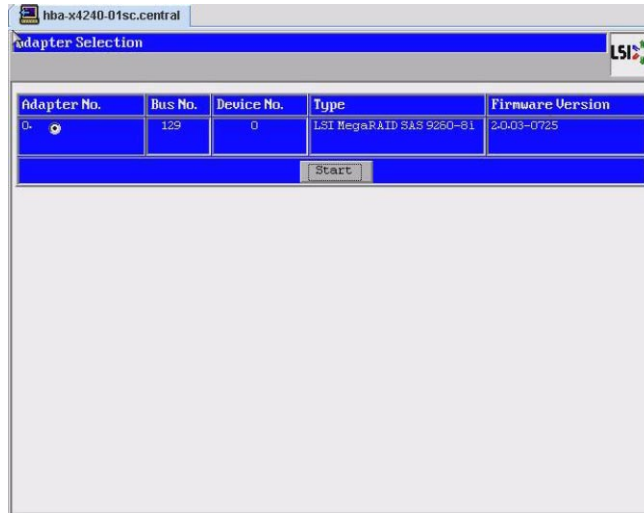 hba-x4240-01sc.central
Adapter Selection
LSI
Adapter No. Bus No. Device No. Type Firmware Version
0. 129 0 LSI MegaRAID SAS 9260-8i 2.0.03-0725
Start